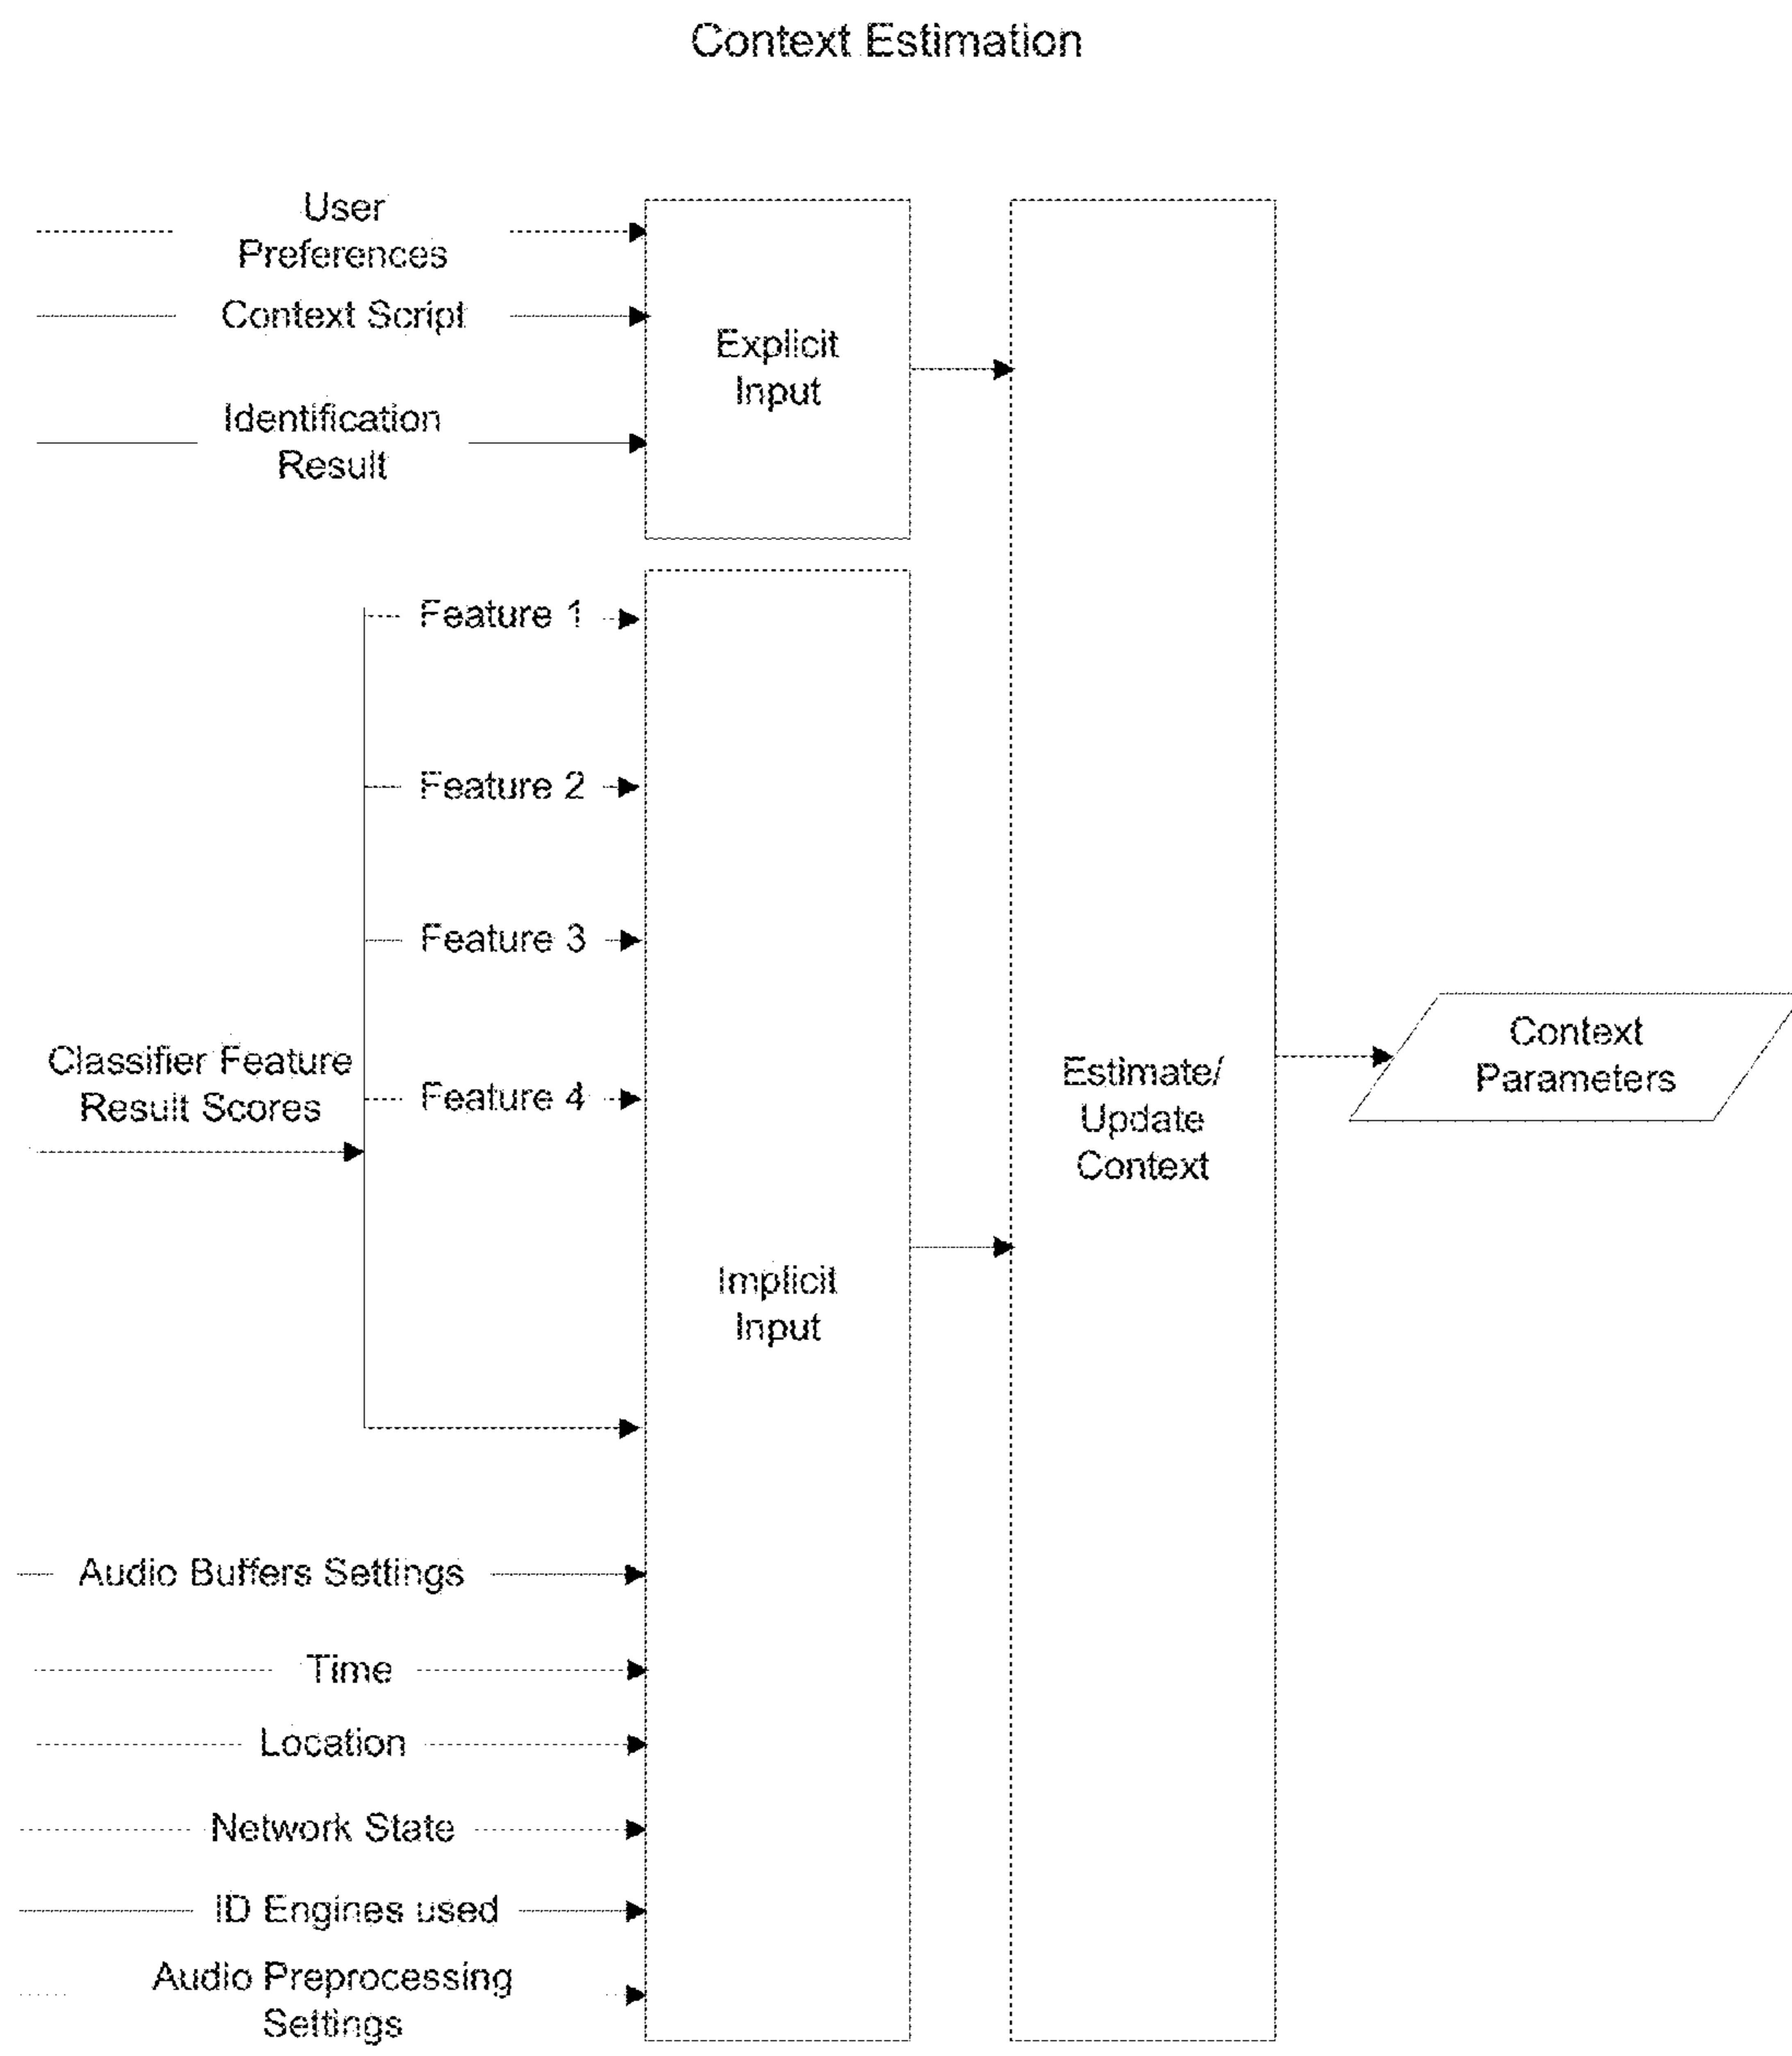 Context Estimation
User
Preferences
Context Script
Identification
Result
Explicit
Input
Feature 1
Feature 2
Feature 3
Feature 4
Classifier Feature
Result Scores
Implicit
Input
Estimate/
Update
Context
Context
Parameters
Audio Buffers Settings
Time
Location
Network State
ID Engines used
Audio Preprocessing
Settings